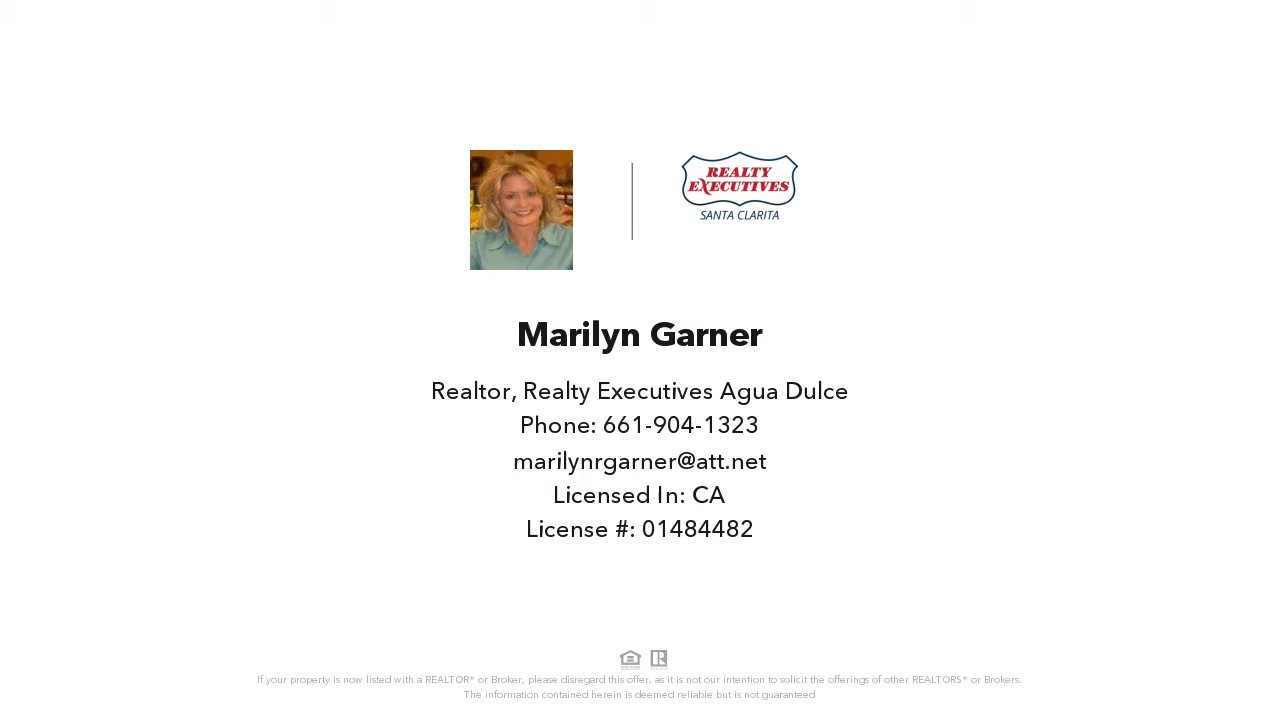 REALTY
EXECUTIVES
SANTA CLARITA
Marilyn Garner
Realtor, Realty Executives Agua Dulce
Phone: 661-904-1323
marilynrgarner@att.net
Licensed In: CA
License #: 01484482
If your property is now listed with a REALTOR® or Broker, please disregard this offer, as it is not our intention to solicit the offerings of other REALTORS® or Brokers.
The information contained herein is deemed reliable but is not guaranteed